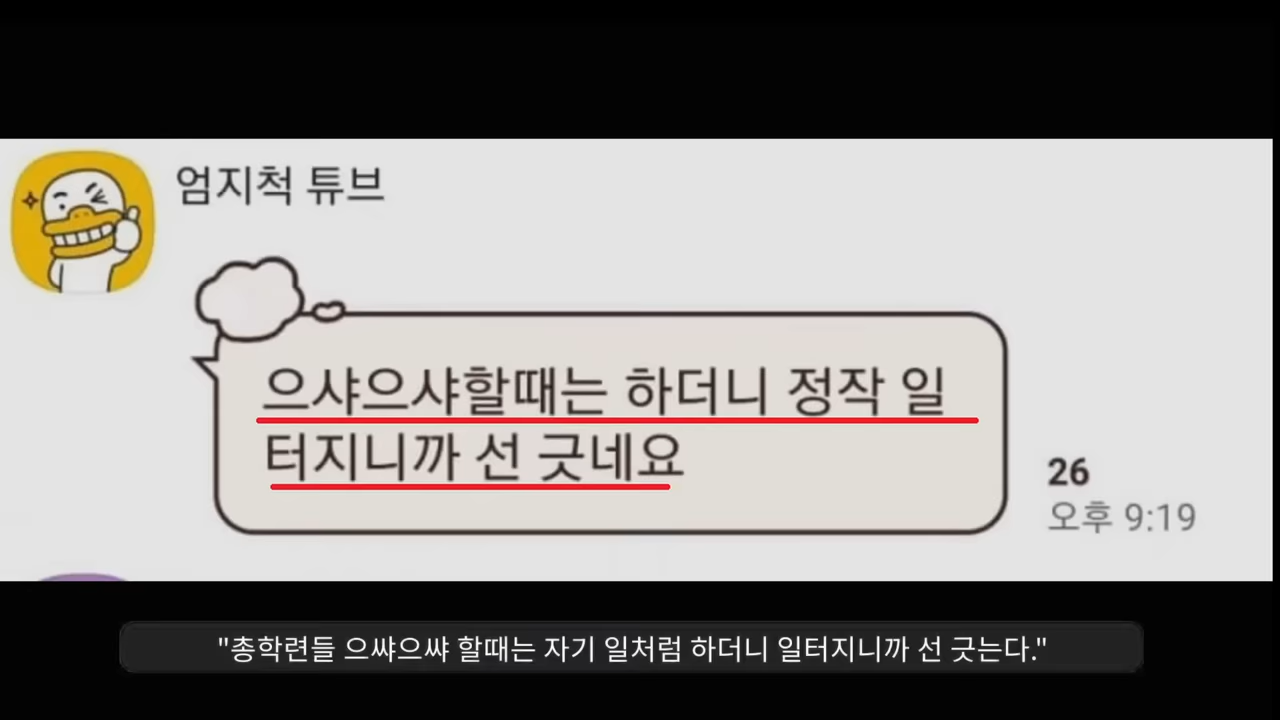 엄지척 튜브
으샤으샤할때는 하더니 정작 일
터지니까 선 긋네요
26
오후 9:19
"총학련들 으쌰으쌰 할때는 자기 일처럼 하더니 일터지니까 선 긋는다."